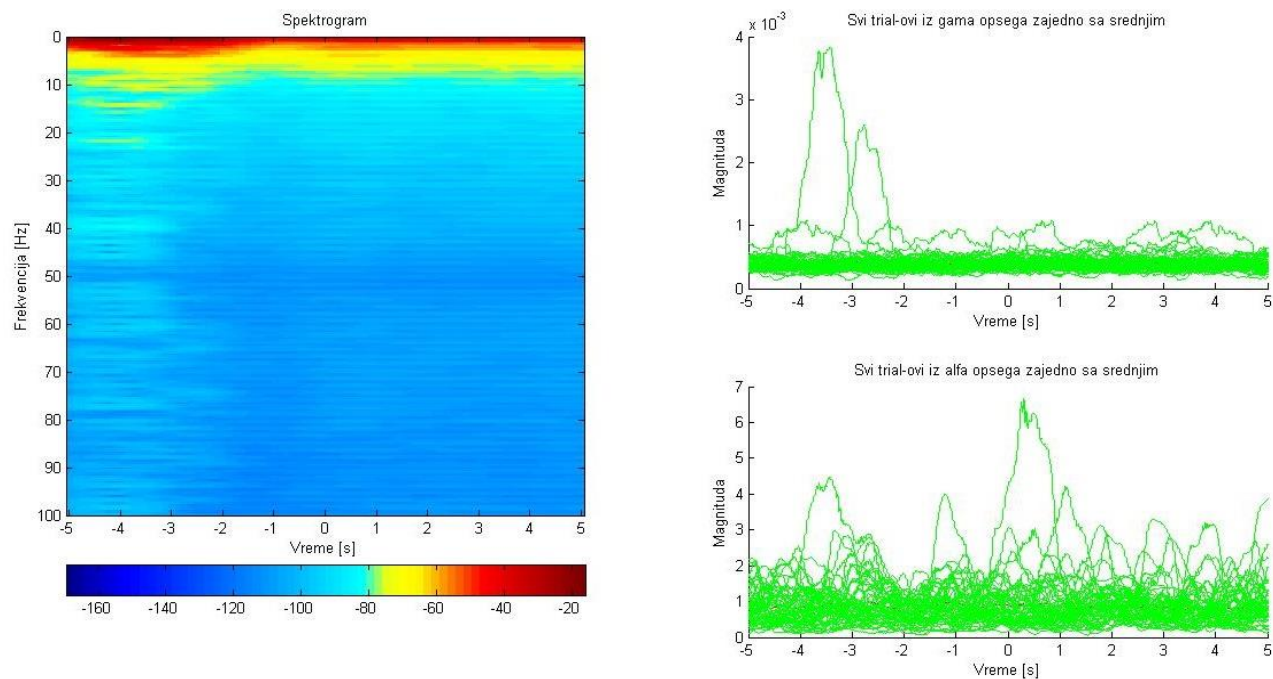 Spektrogram
0
10
20
30
40
50
60
70
80
90
100
Frekvencija [Hz]
-5 -4 -3 -2 -1 0 1 2 3 4 5
Vreme [s]
-160 -140 -120 -100 -80 -60 -40 -20
Svi trial-ovi iz gama opsega zajedno sa srednjim
x 10^-3
4
3
2
1
0
Magnituda
-5 -4 -3 -2 -1 0 1 2 3 4 5
Vreme [s]
Svi trial-ovi iz alfa opsega zajedno sa srednjim
7
6
5
4
3
2
1
0
Magnituda
-5 -4 -3 -2 -1 0 1 2 3 4 5
Vreme [s]